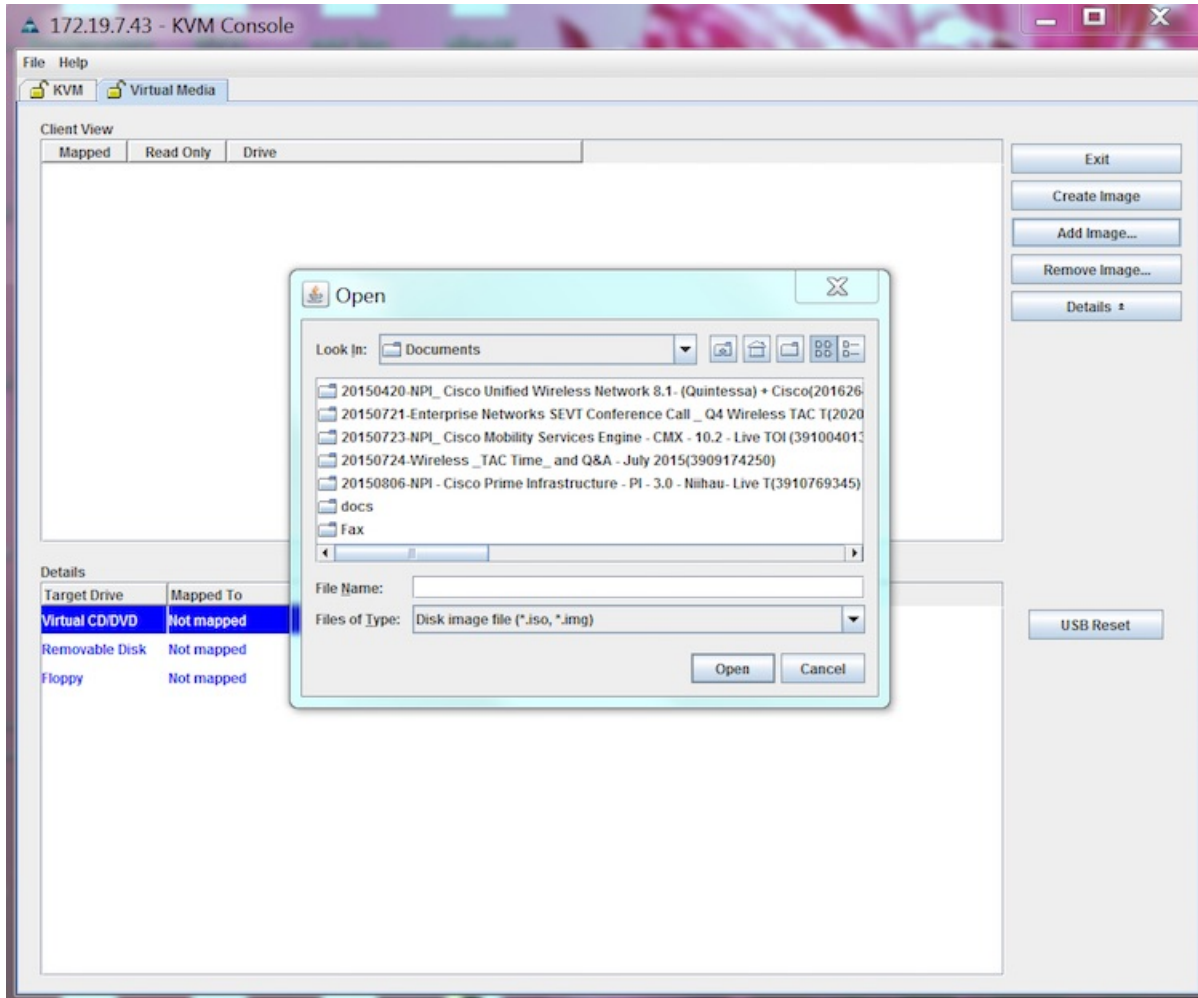 172.19.7.43 - KVM Console
File Help
KVM Virtual Media
Client View
Mapped Read Only Drive
Exit
Create Image
Add Image...
Remove Image...
Details
Open
Look In: Documents
20150420-NPI_ Cisco Unified Wireless Network 8.1- (Quintessa) + Cisco(201626
20150721-Enterprise Networks SEVT Conference Call _ Q4 Wireless TAC T(2020
20150723-NPI_ Cisco Mobility Services Engine - CMX - 10.2 - Live TOI (391004013
20150724-Wireless _TAC Time_ and Q&A - July 2015(3909174250)
20150806-NPI - Cisco Prime Infrastructure - PI - 3.0 - Niihau- Live T(3910769345)
docs
Fax
File Name:
Files of Type: Disk image file (*.iso, *.img)
Open Cancel
Details
Target Drive Mapped To
Virtual CD/DVD Not mapped
Removable Disk Not mapped
Floppy Not mapped
USB Reset